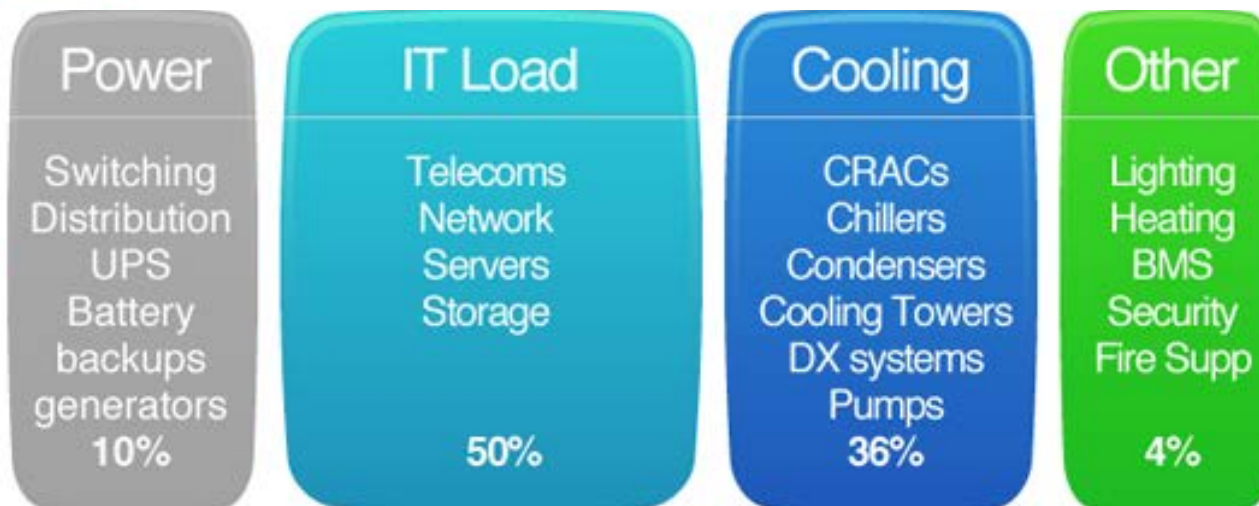 Power
Switching
Distribution
UPS
Battery
backups
generators
10%
IT Load
Telecoms
Network
Servers
Storage
50%
Cooling
CRACs
Chillers
Condensers
Cooling Towers
DX systems
Pumps
36%
Other
Lighting
Heating
BMS
Security
Fire Supp
4%